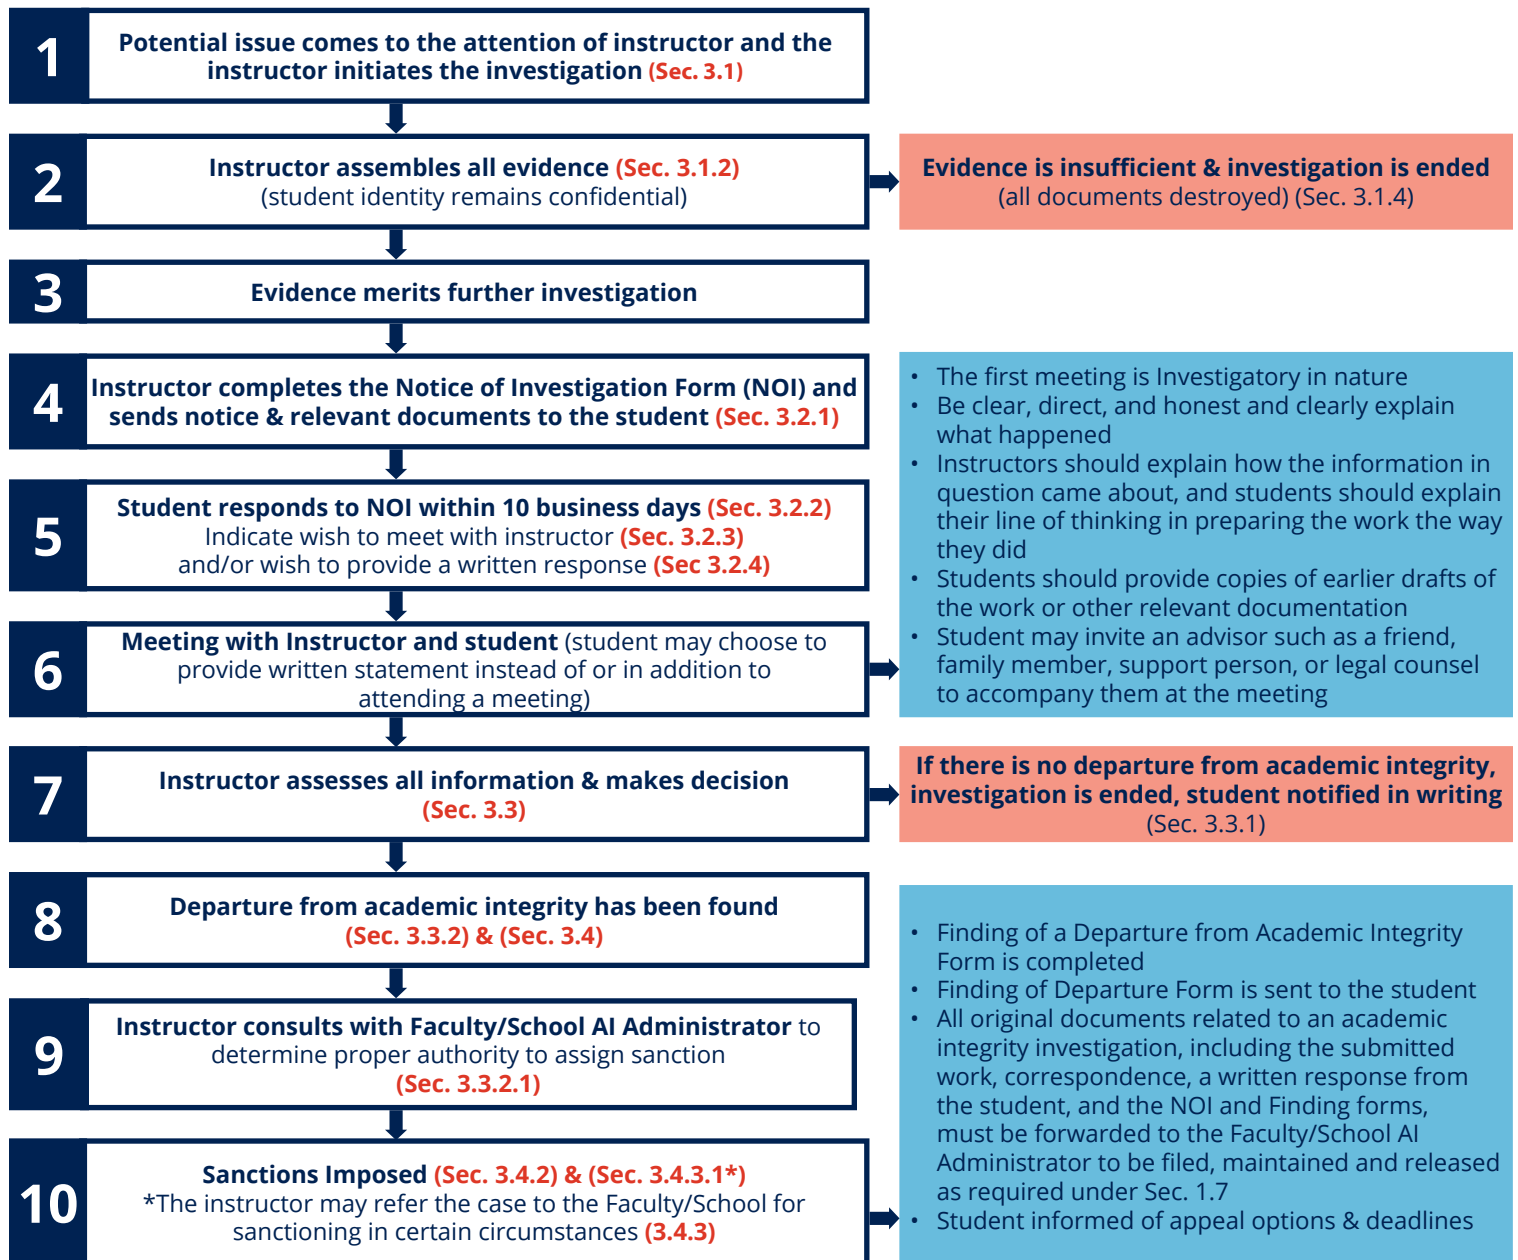 1
Potential issue comes to the attention of instructor and the
instructor initiates the investigation (Sec. 3.1)
2
Instructor assembles all evidence (Sec. 3.1.2)
(student identity remains confidential)
Evidence is insufficient & investigation is ended
(all documents destroyed) (Sec. 3.1.4)
3
Evidence merits further investigation
4
Instructor completes the Notice of Investigation Form (NOI) and
sends notice & relevant documents to the student (Sec. 3.2.1)
5
Student responds to NOI within 10 business days (Sec. 3.2.2)
Indicate wish to meet with instructor (Sec. 3.2.3)
and/or wish to provide a written response (Sec 3.2.4)
6
Meeting with Instructor and student (student may choose to
provide written statement instead of or in addition to
attending a meeting)
• The first meeting is Investigatory in nature
• Be clear, direct, and honest and clearly explain
what happened
• Instructors should explain how the information in
question came about, and students should explain
their line of thinking in preparing the work the way
they did
• Students should provide copies of earlier drafts of
the work or other relevant documentation
• Student may invite an advisor such as a friend,
family member, support person, or legal counsel
to accompany them at the meeting
7
Instructor assesses all information & makes decision
(Sec. 3.3)
If there is no departure from academic integrity,
investigation is ended, student notified in writing
(Sec. 3.3.1)
8
Departure from academic integrity has been found
(Sec. 3.3.2) & (Sec. 3.4)
9
Instructor consults with Faculty/School AI Administrator to
determine proper authority to assign sanction
(Sec. 3.3.2.1)
10
Sanctions Imposed (Sec. 3.4.2) & (Sec. 3.4.3.1*)
*The instructor may refer the case to the Faculty/School for
sanctioning in certain circumstances (3.4.3)
• Finding of a Departure from Academic Integrity
Form is completed
• Finding of Departure Form is sent to the student
• All original documents related to an academic
integrity investigation, including the submitted
work, correspondence, a written response from
the student, and the NOI and Finding forms,
must be forwarded to the Faculty/School AI
Administrator to be filed, maintained and released
as required under Sec. 1.7
• Student informed of appeal options & deadlines